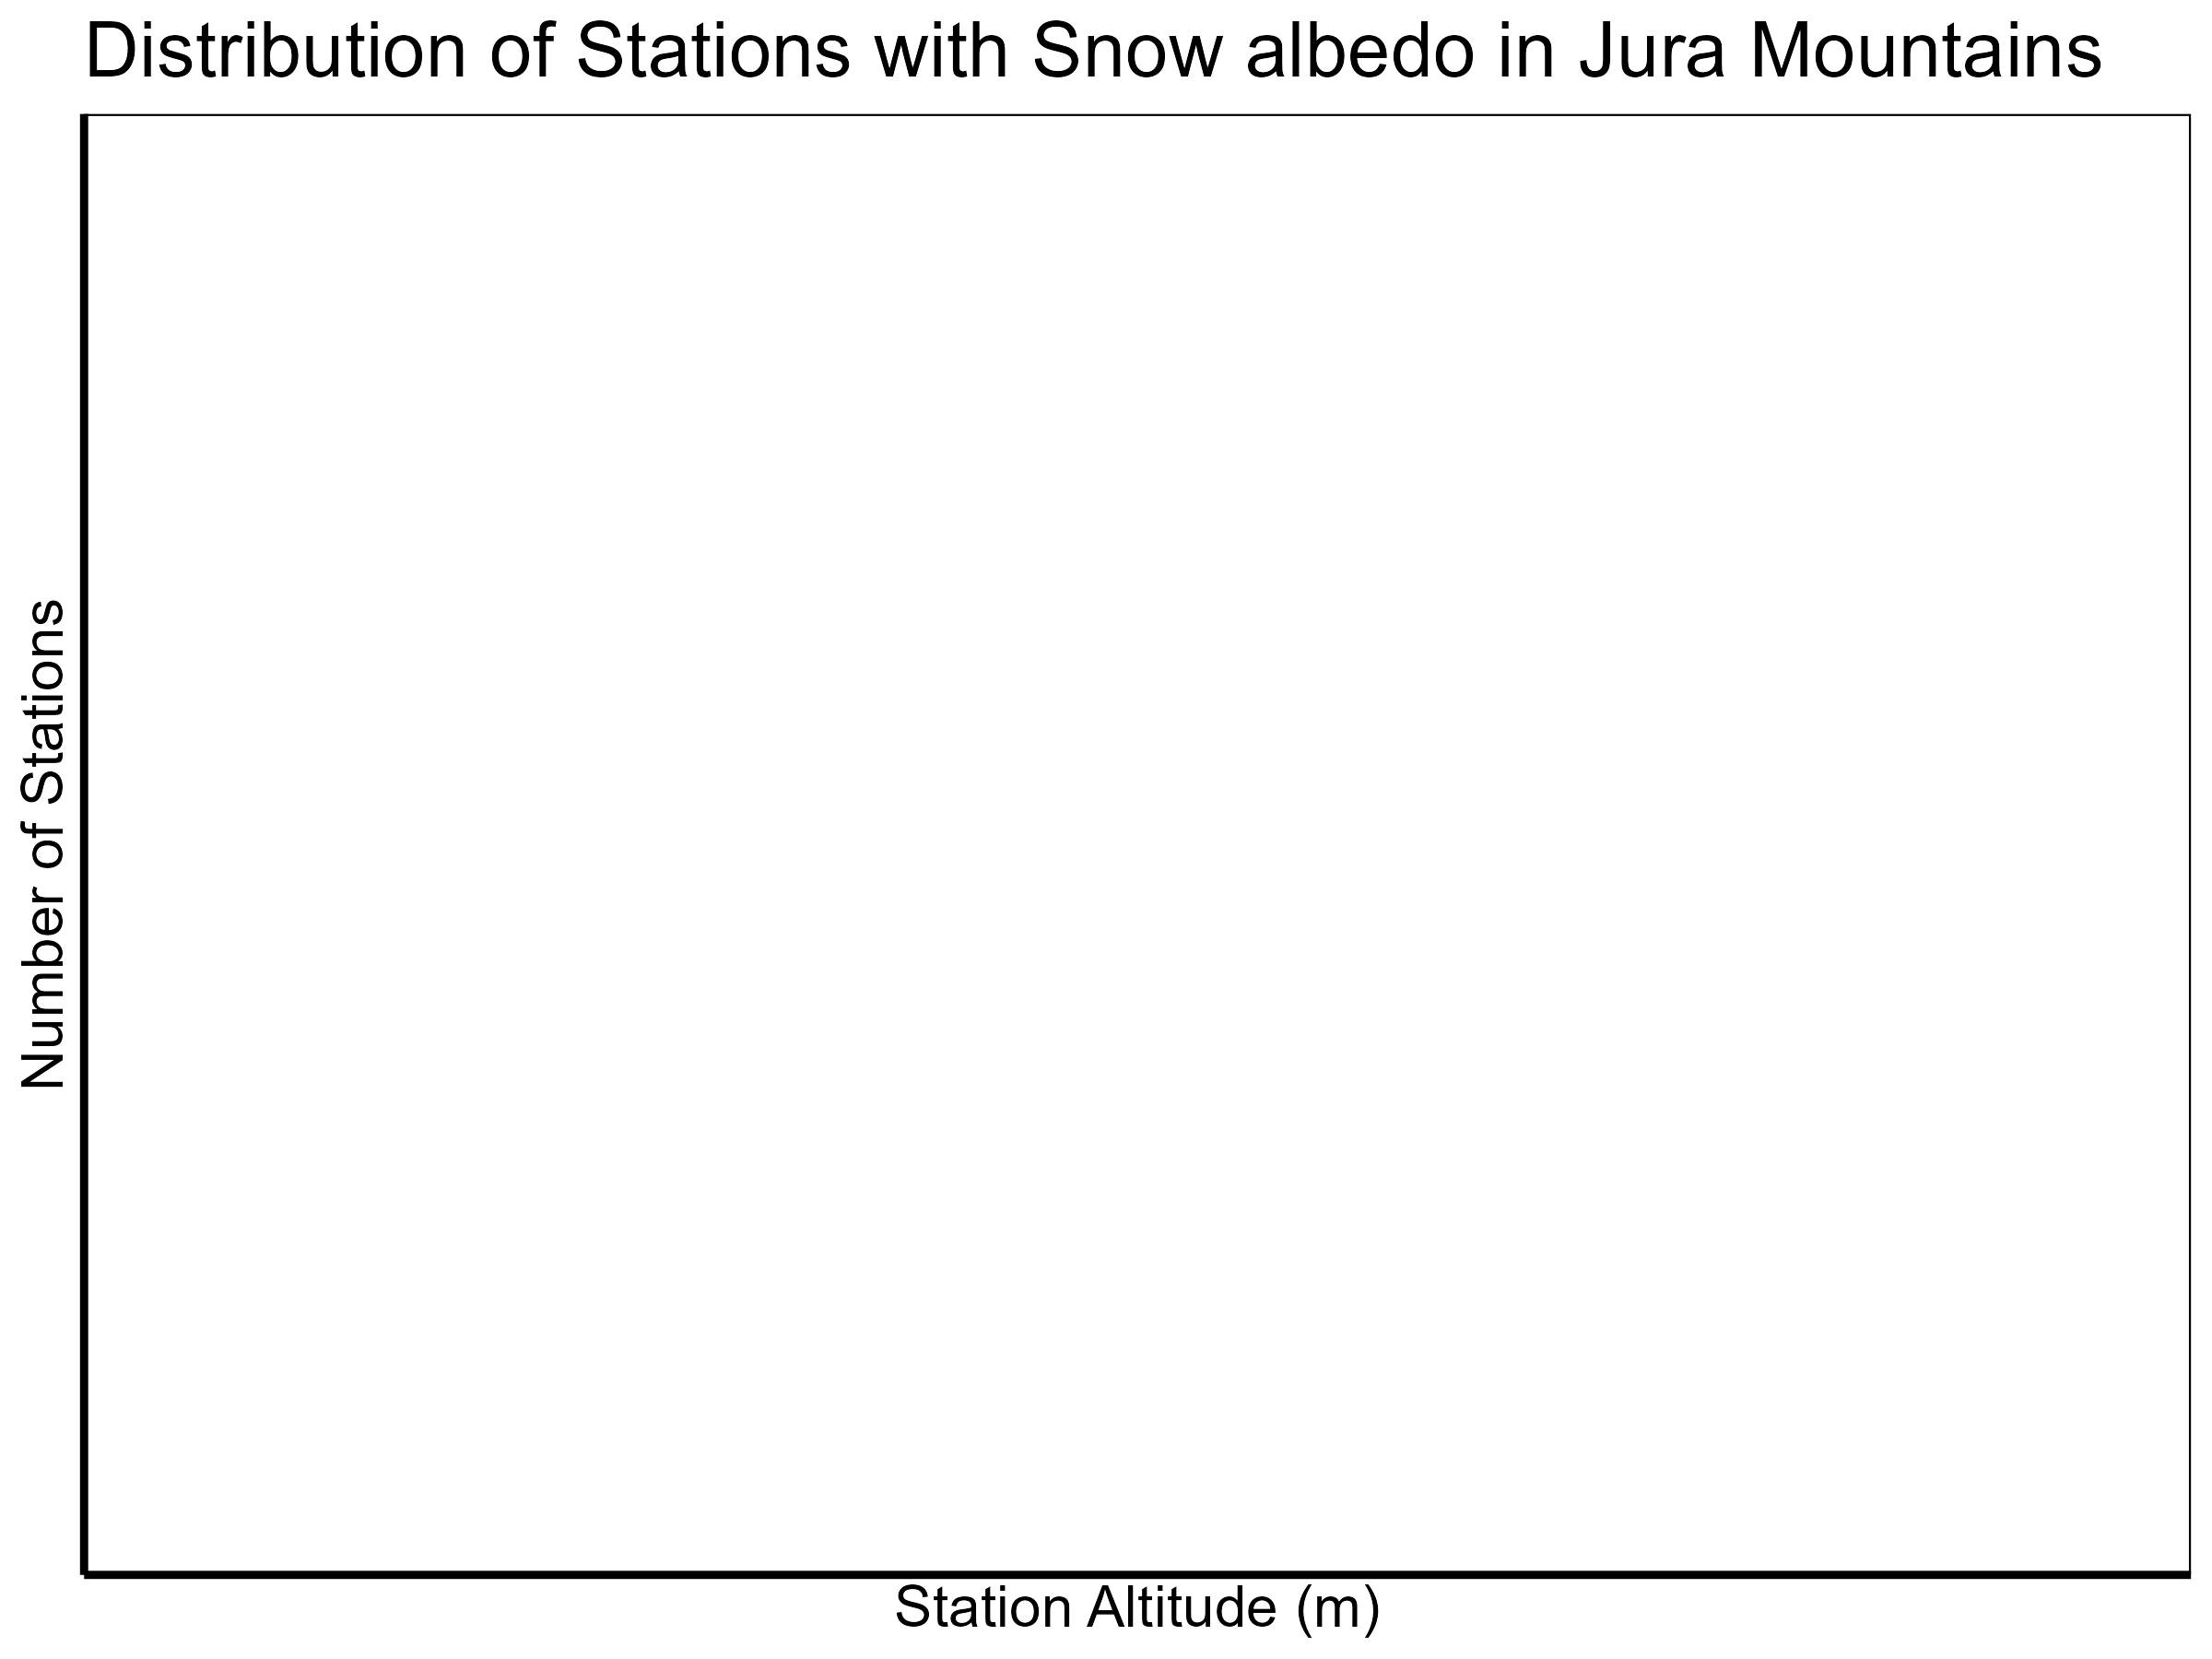 Distribution of Stations with Snow albedo in Jura Mountains
Number of Stations
Station Altitude (m)